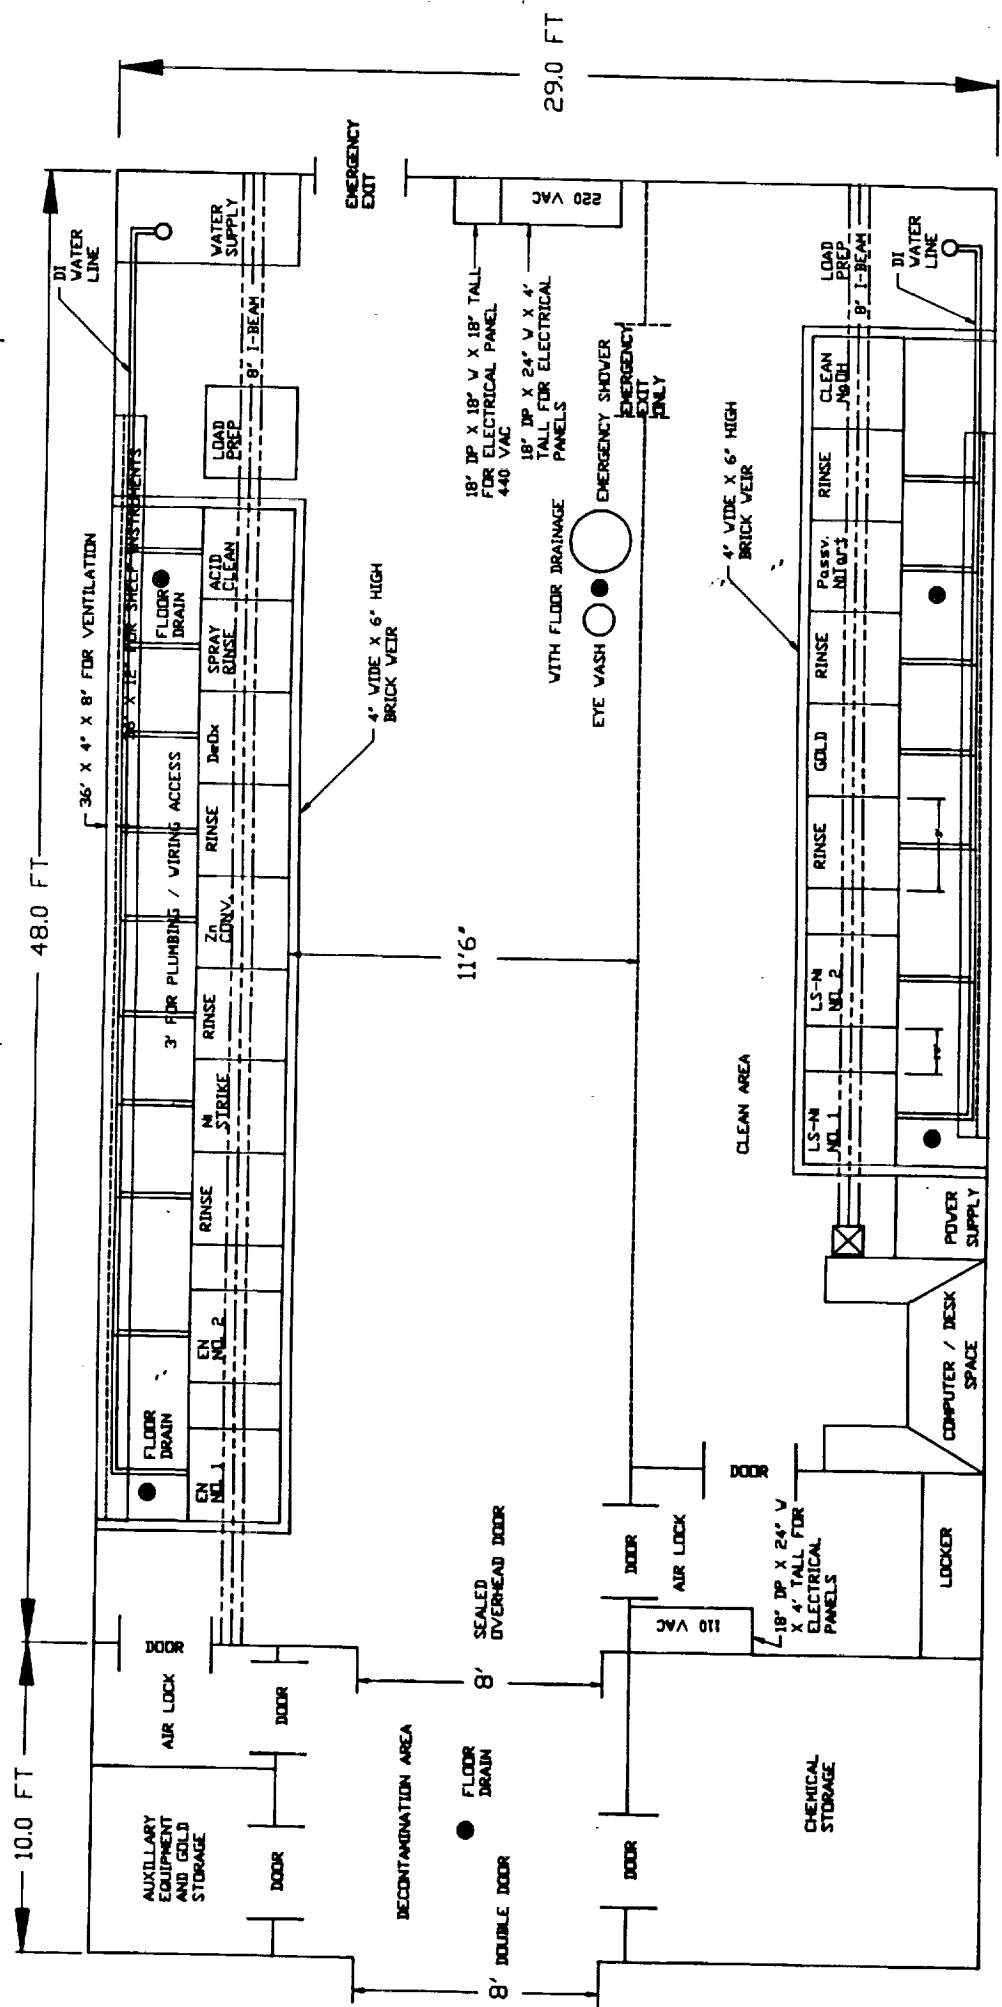 10.0 FT
48.0 FT
29.0 FT
36' X 4" X 8' FOR VENTILATION
DI
WATER
LINE
36' X 12" FOR SHELF INSTRUMENTS
WATER
SUPPLY
EMERGENCY
EXIT
FLOOR
DRAIN
3' FOR PLUMBING / WIRING ACCESS
FLOOR
DRAIN
EN
NO. 1
EN
NO. 2
RINSE
Ni
STRIKE
RINSE
Zn
CONV.
RINSE
DeOx
SPRAY
RINSE
ACID
CLEAN
LOAD
PREP
8' I-BEAM
4" WIDE X 6" HIGH
BRICK WEIR
AUXILLARY
EQUIPMENT
AND GOLD
STORAGE
AIR LOCK
DOOR
DOOR
DOOR
DECONTAMINATION AREA
FLOOR
DRAIN
8' DOUBLE DOOR
8'
SEALED
OVERHEAD DOOR
11'6"
18" DP X 18" W X 18" TALL
FOR ELECTRICAL PANEL
440 VAC
18" DP X 24" W X 4'
TALL FOR ELECTRICAL
PANELS
220 VAC
WITH FLOOR DRAINAGE
EYE WASH
EMERGENCY SHOWER
EMERGENCY
EXIT
ONLY
DOOR
DOOR
AIR LOCK
DOOR
110 VAC
18" DP X 24" W
X 4' TALL FOR
ELECTRICAL
PANELS
CHEMICAL
STORAGE
LOCKER
CLEAN AREA
4" WIDE X 6" HIGH
BRICK WEIR
LS-Ni
NO. 1
LS-Ni
NO. 2
RINSE
GOLD
RINSE
Passv.
NiTart
RINSE
CLEAN
NaOH
LOAD
PREP
8' I-BEAM
DI
WATER
LINE
POWER
SUPPLY
COMPUTER / DESK
SPACE